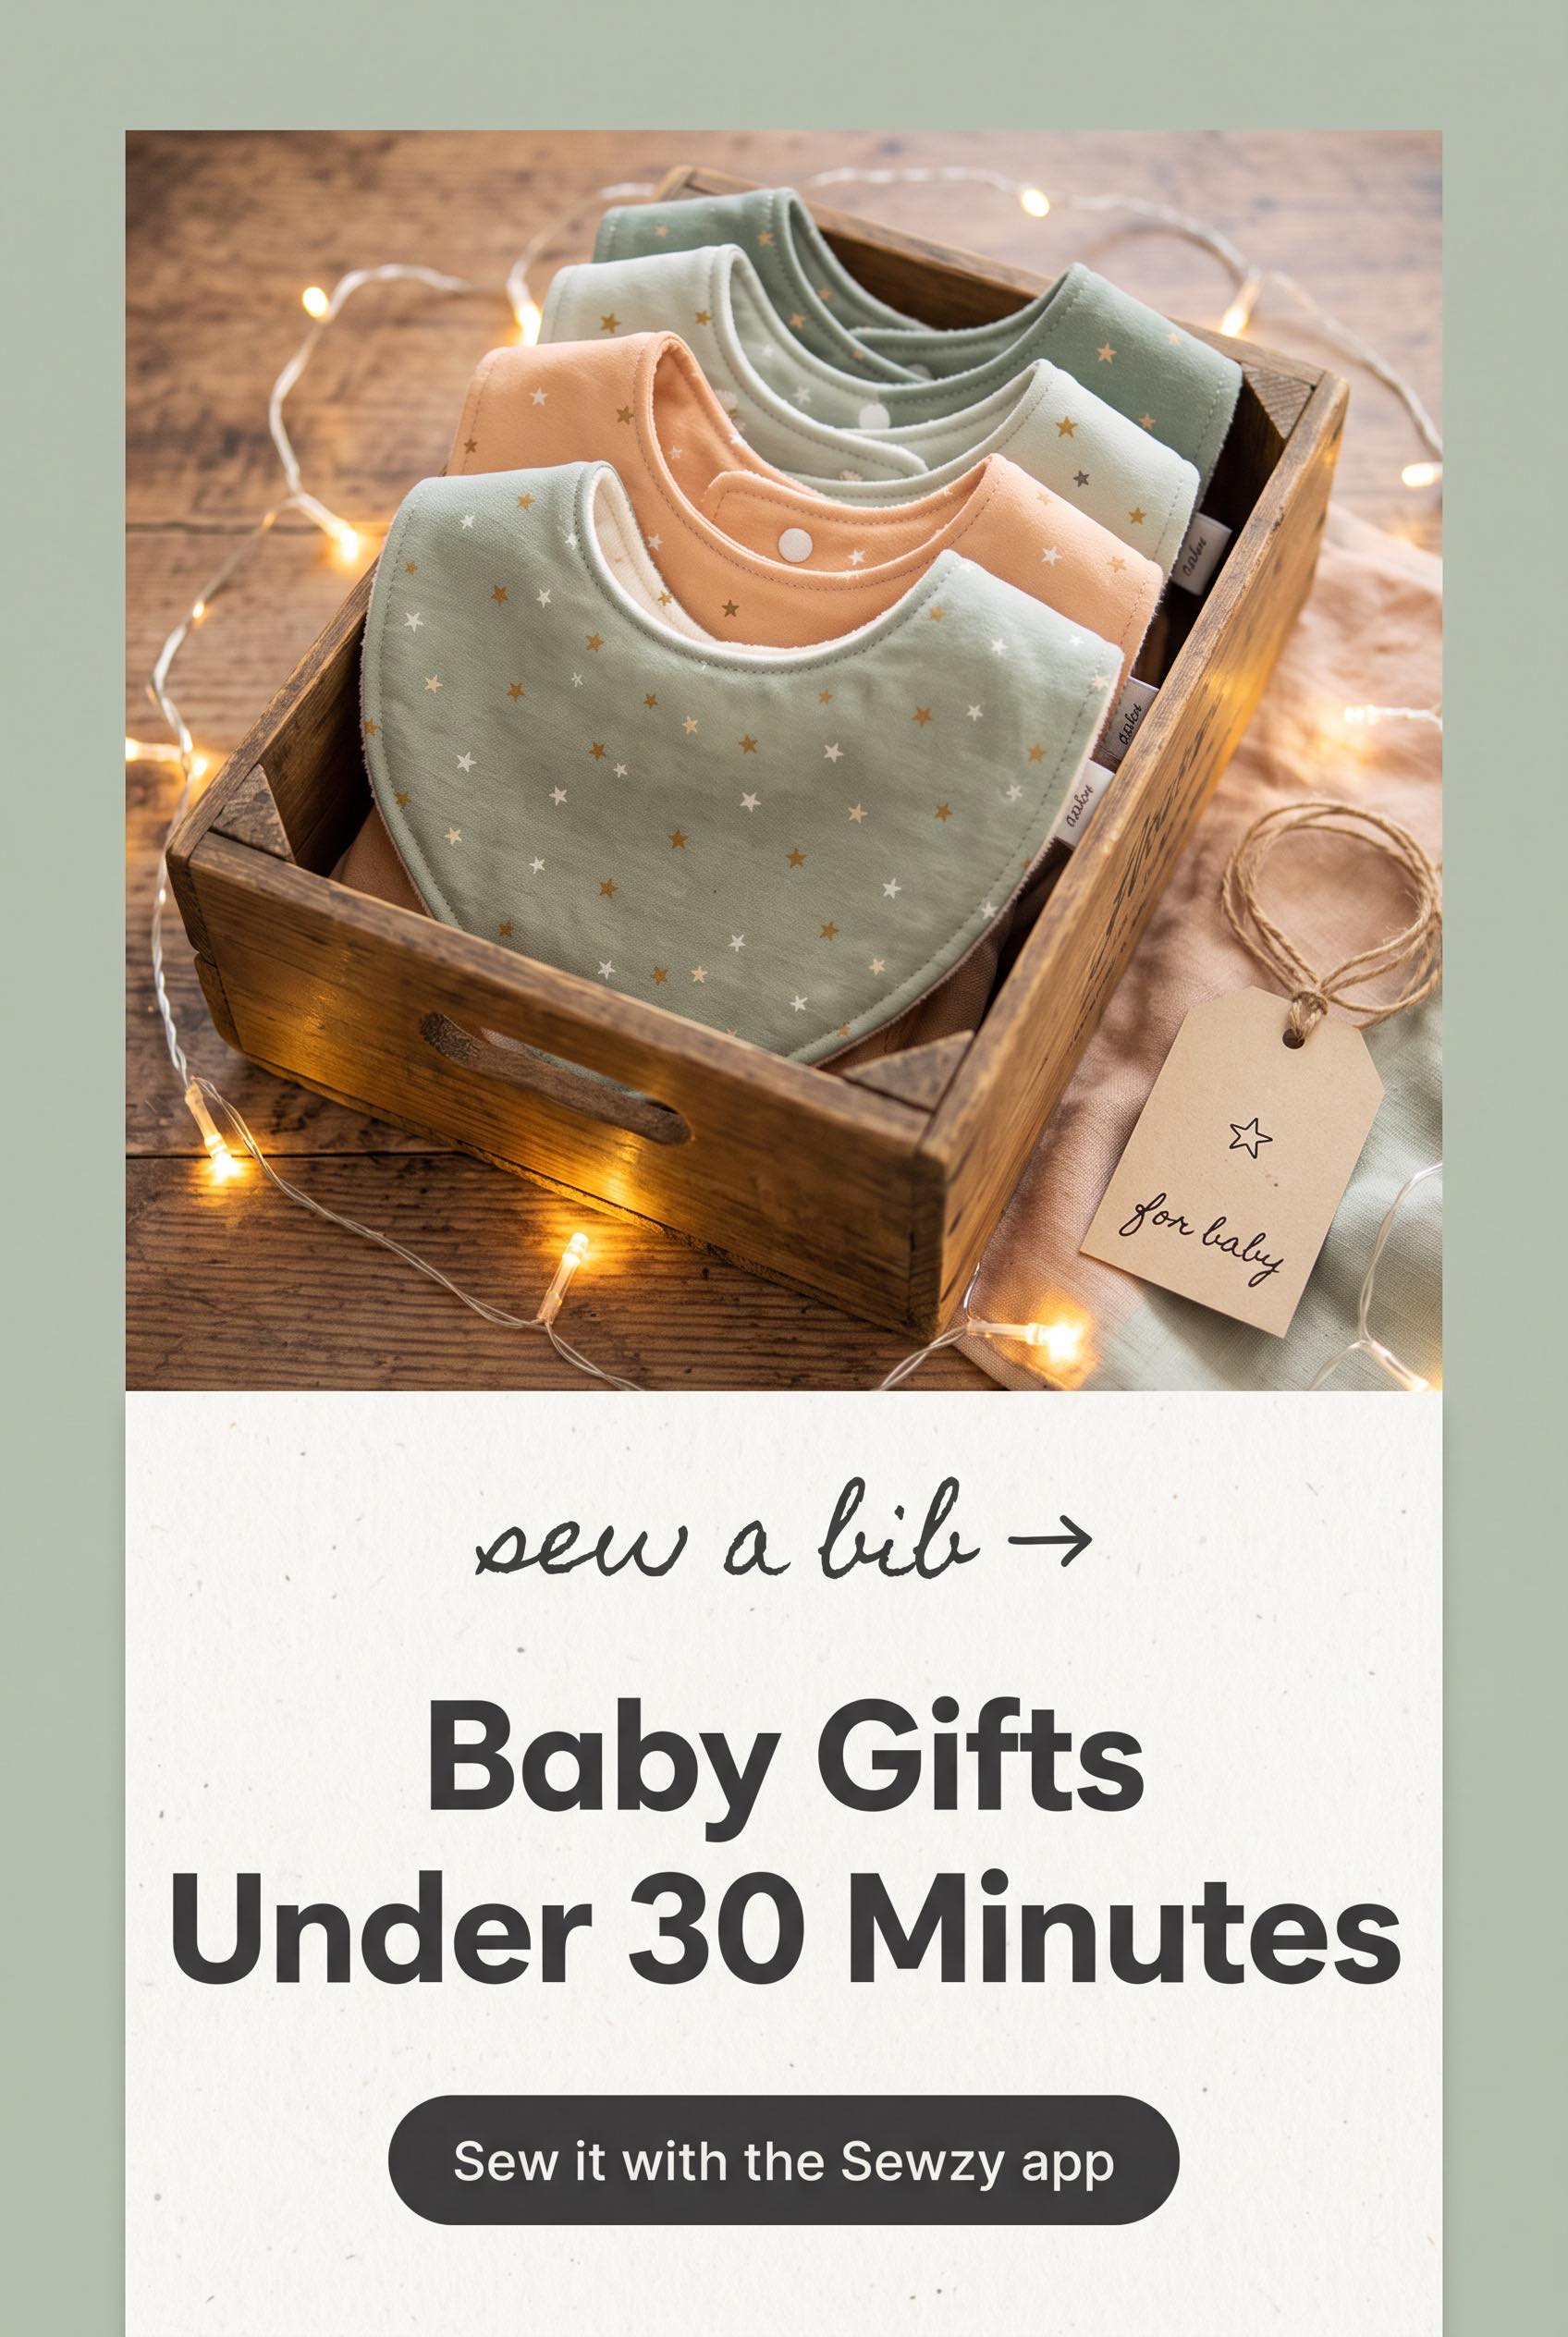 for baby
sew a bib →
Baby Gifts
Under 30 Minutes
Sew it with the Sewzy app